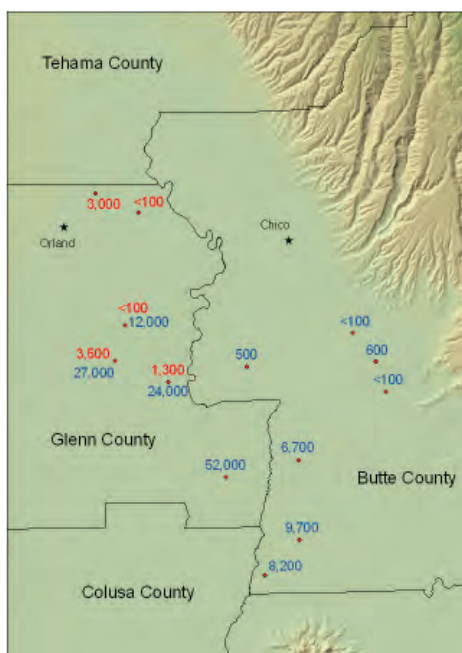 Tehama County
3,000
<100
Orland
Chico
<100
12,000
<100
3,500
27,000
1,300
24,000
500
600
<100
Glenn County
52,000
6,700
Butte County
9,700
8,200
Colusa County